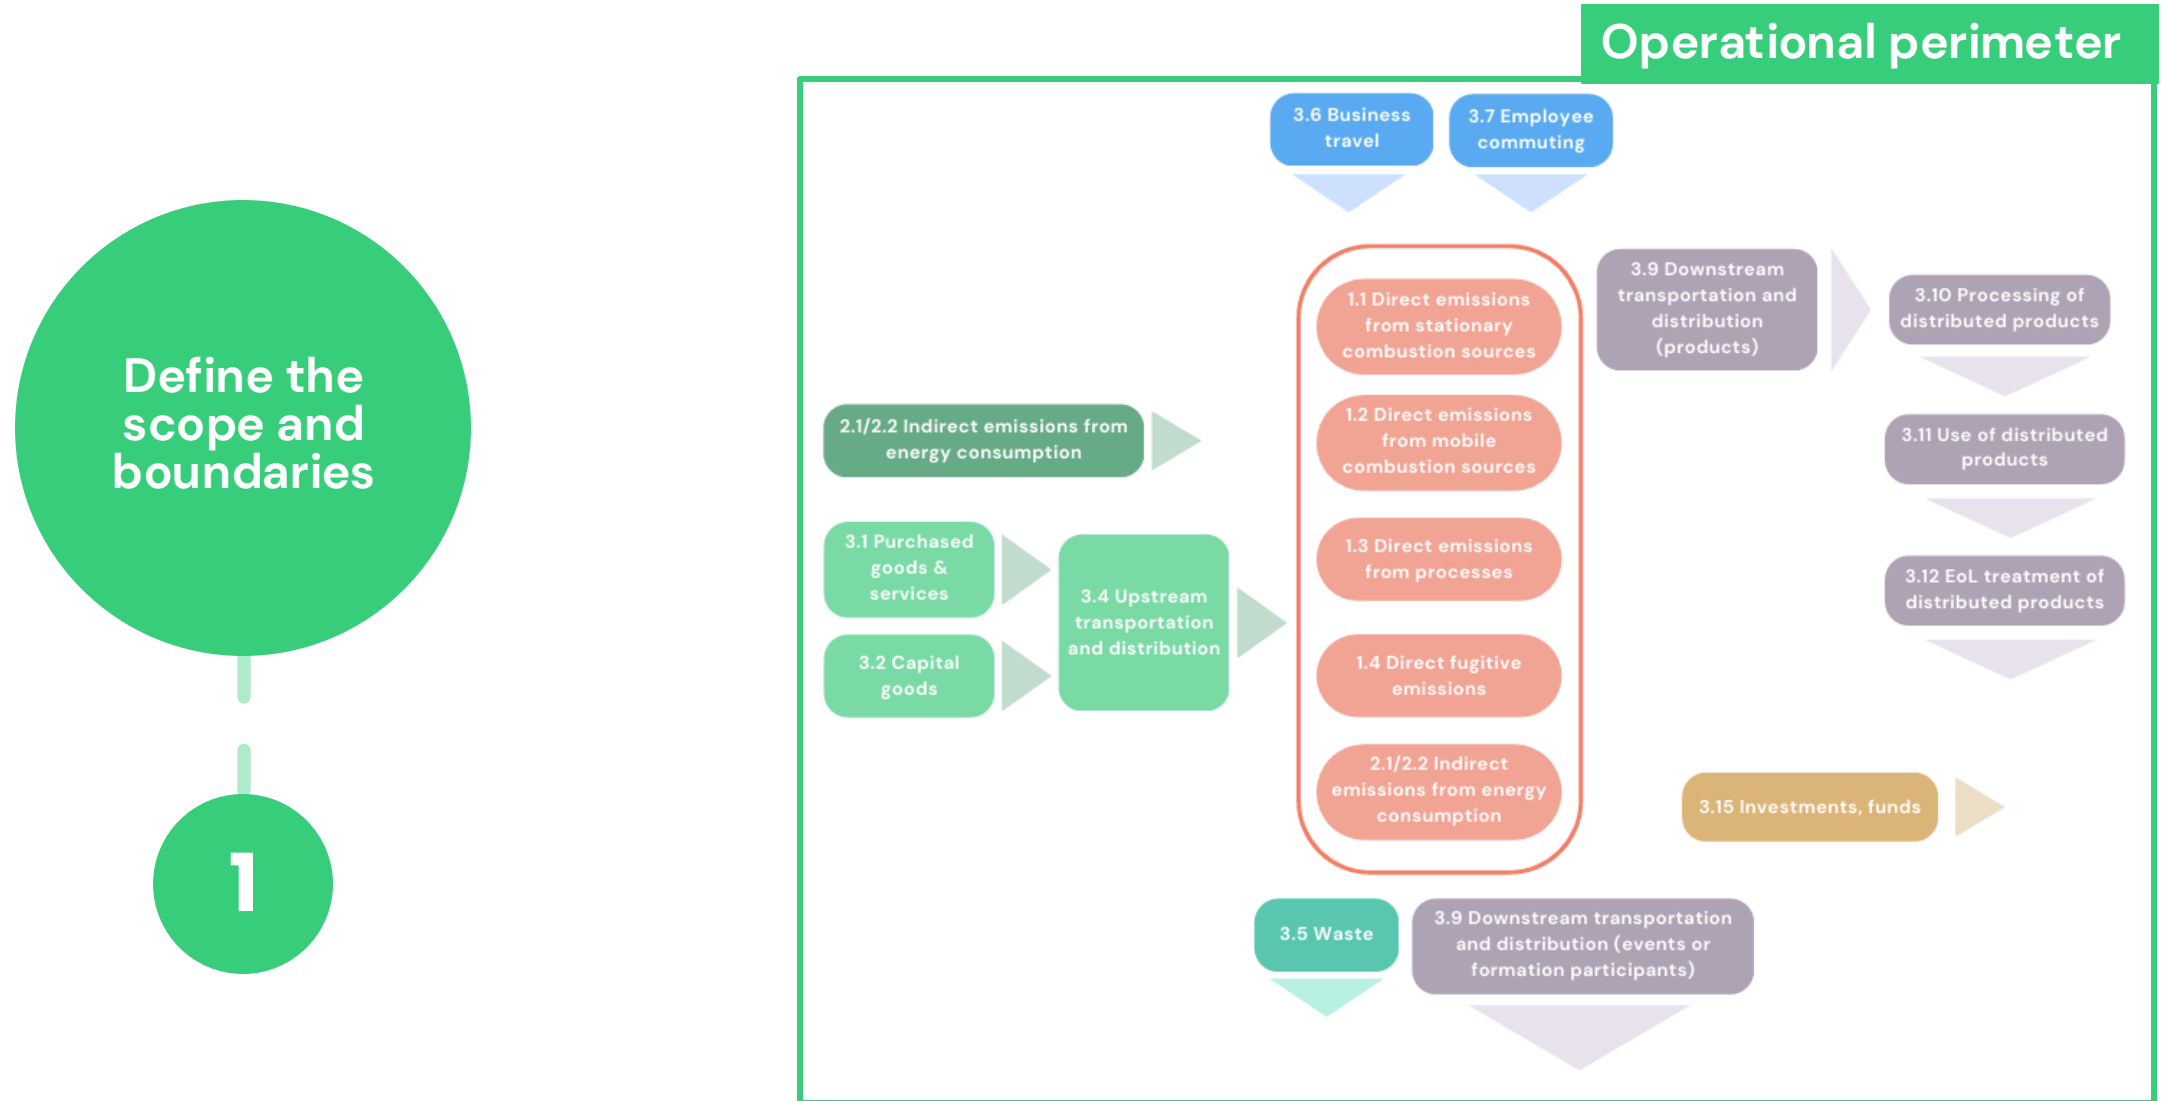 Operational perimeter
Define the
scope and
boundaries
1
3.6 Business
travel
3.7 Employee
commuting
1.1 Direct emissions
from stationary
combustion sources
1.2 Direct emissions
from mobile
combustion sources
1.3 Direct emissions
from processes
1.4 Direct fugitive
emissions
2.1/2.2 Indirect
emissions from energy
consumption
2.1/2.2 Indirect emissions from
energy consumption
3.1 Purchased
goods &
services
3.2 Capital
goods
3.4 Upstream
transportation
and distribution
3.9 Downstream
transportation and
distribution
(products)
3.10 Processing of
distributed products
3.11 Use of distributed
products
3.12 EoL treatment of
distributed products
3.15 Investments, funds
3.5 Waste
3.9 Downstream transportation
and distribution (events or
formation participants)